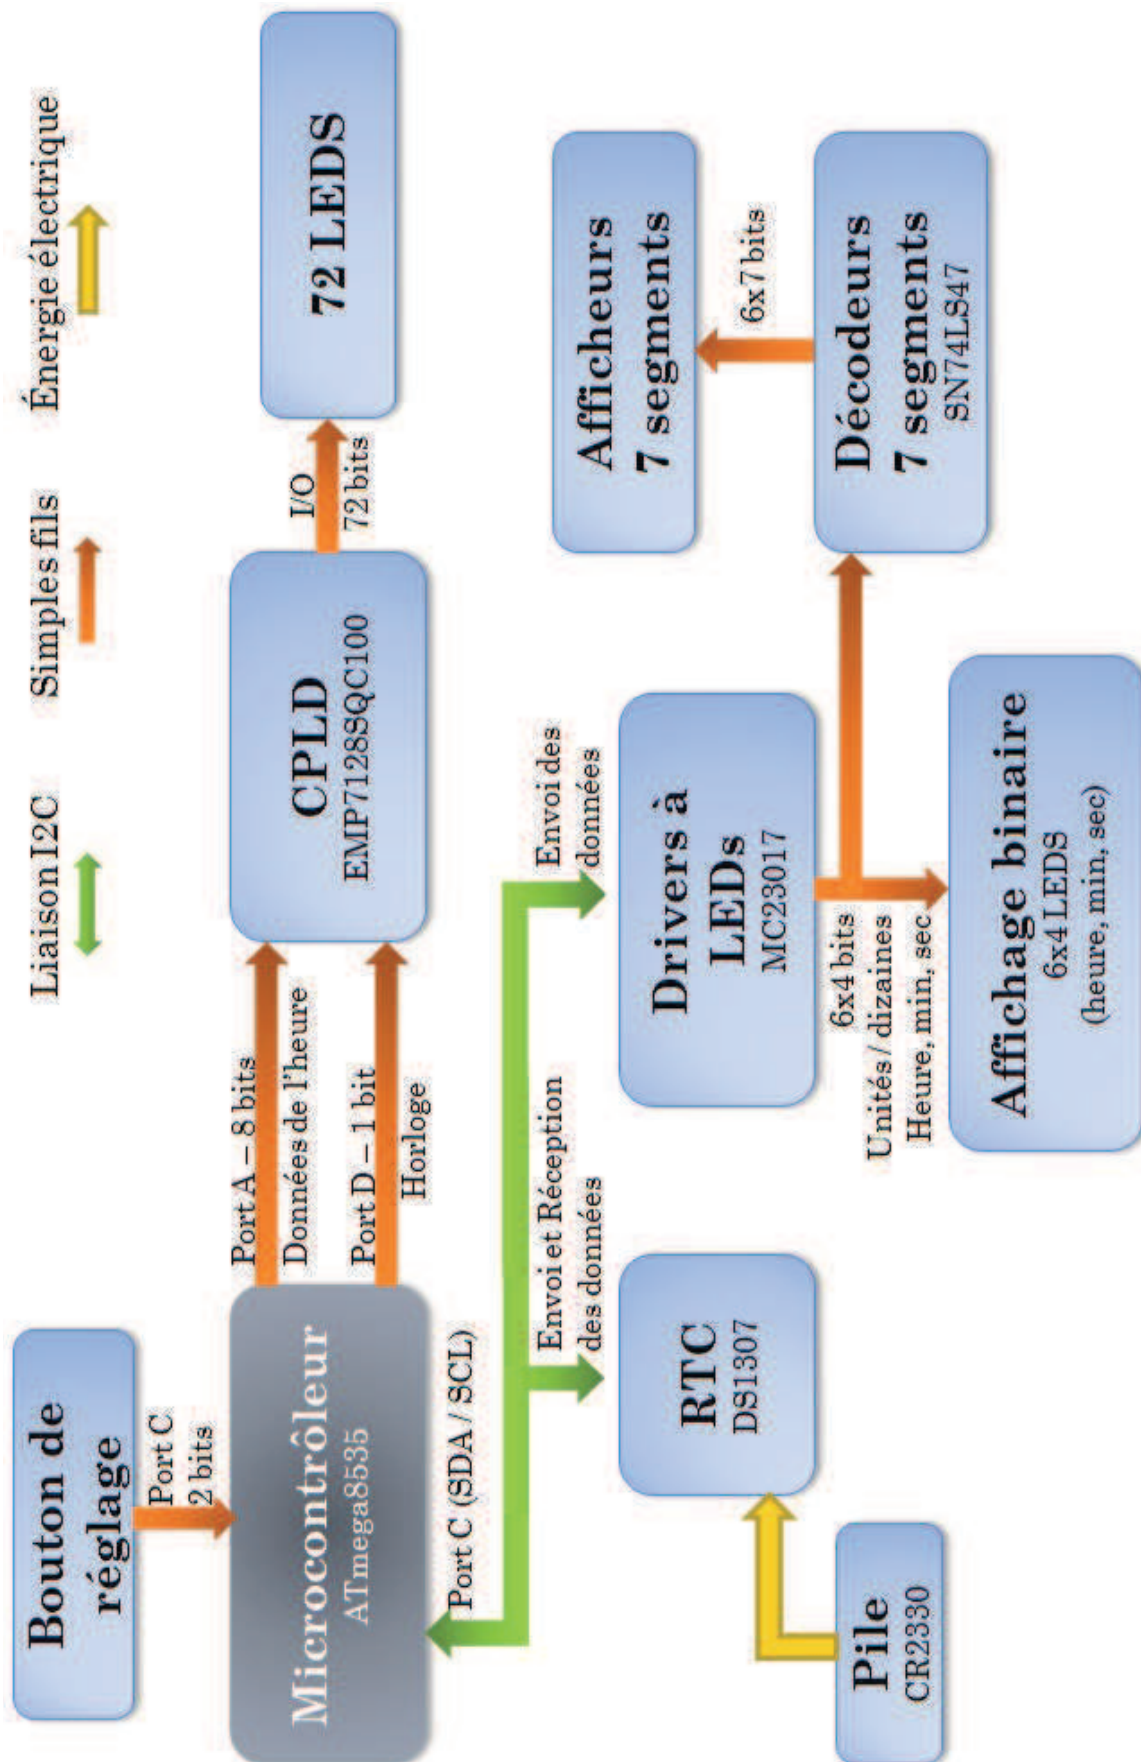 Liaison I2C
Simples fils
Énergie électrique
Bouton de
réglage
Port C
2 bits
Microcontrôleur
ATmega8535
Port A – 8 bits
Données de l'heure
Port D – 1 bit
Horloge
CPLD
EMP7128SQC100
I/O
72 bits
72 LEDS
Port C (SDA / SCL)
Envoi et Réception
des données
Envoi des
données
RTC
DS1307
Pile
CR2330
Drivers à
LEDs
MC23017
6x4 bits
Unités / dizaines
Heure, min, sec
Affichage binaire
6x4 LEDS
(heure, min, sec)
Afficheurs
7 segments
6x7 bits
Décodeurs
7 segments
SN74LS47